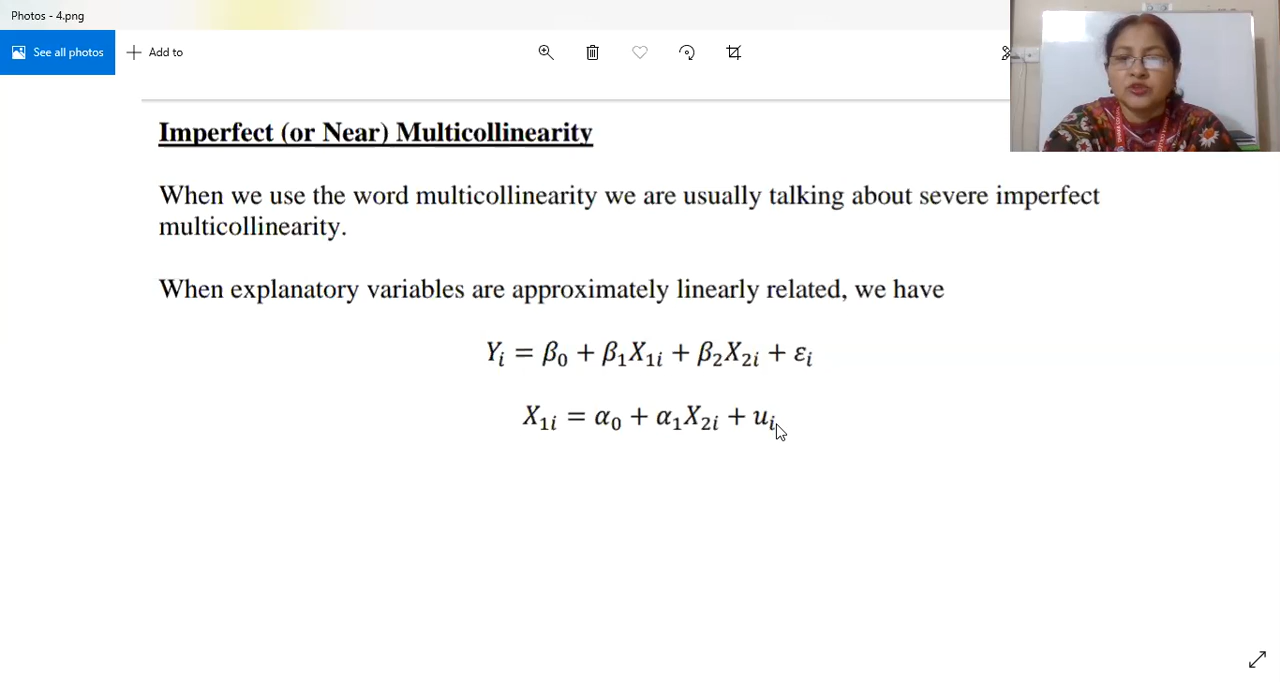 Photos - 4.png
See all photos
Add to
Imperfect (or Near) Multicollinearity
When we use the word multicollinearity we are usually talking about severe imperfect
multicollinearity.
When explanatory variables are approximately linearly related, we have
Yᵢ = β₀ + β₁X₁ᵢ + β₂X₂ᵢ + εᵢ
X₁ᵢ = α₀ + α₁X₂ᵢ + uᵢ